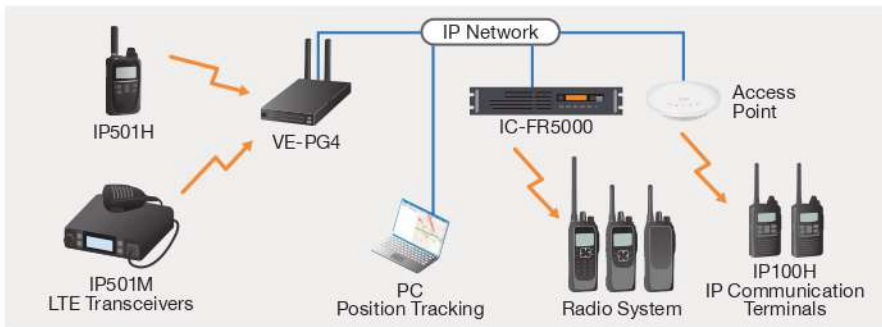 IP Network
IP501H
VE-PG4
IC-FR5000
Access
Point
IP501M
LTE Transceivers
PC
Position Tracking
Radio System
IP100H
IP Communication
Terminals